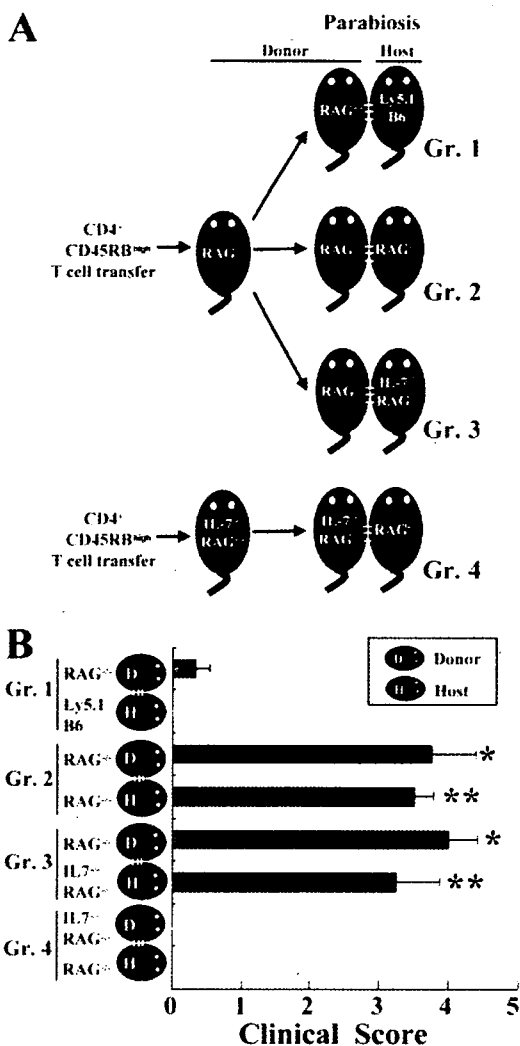 A
Parabiosis
Donor
Host
RAG-/-
Ly5.1
B6
Gr. 1
CD4+
CD45RBhigh
T cell transfer
RAG-/-
RAG-/-
RAG-/-
Gr. 2
RAG-/-
IL-7-/-
RAG-/-
Gr. 3
CD4+
CD45RBhigh
T cell transfer
IL-7-/-
RAG-/-
IL-7-/-
RAG-/-
RAG-/-
Gr. 4
B
D Donor
H Host
Gr. 1
RAG-/- D
Ly5.1
B6
H
Gr. 2
RAG-/- D *
RAG-/- H **
Gr. 3
RAG-/- D *
IL7-/-
RAG-/-
H **
Gr. 4
IL7-/-
RAG-/-
D
RAG-/- H
0 1 2 3 4 5
Clinical Score